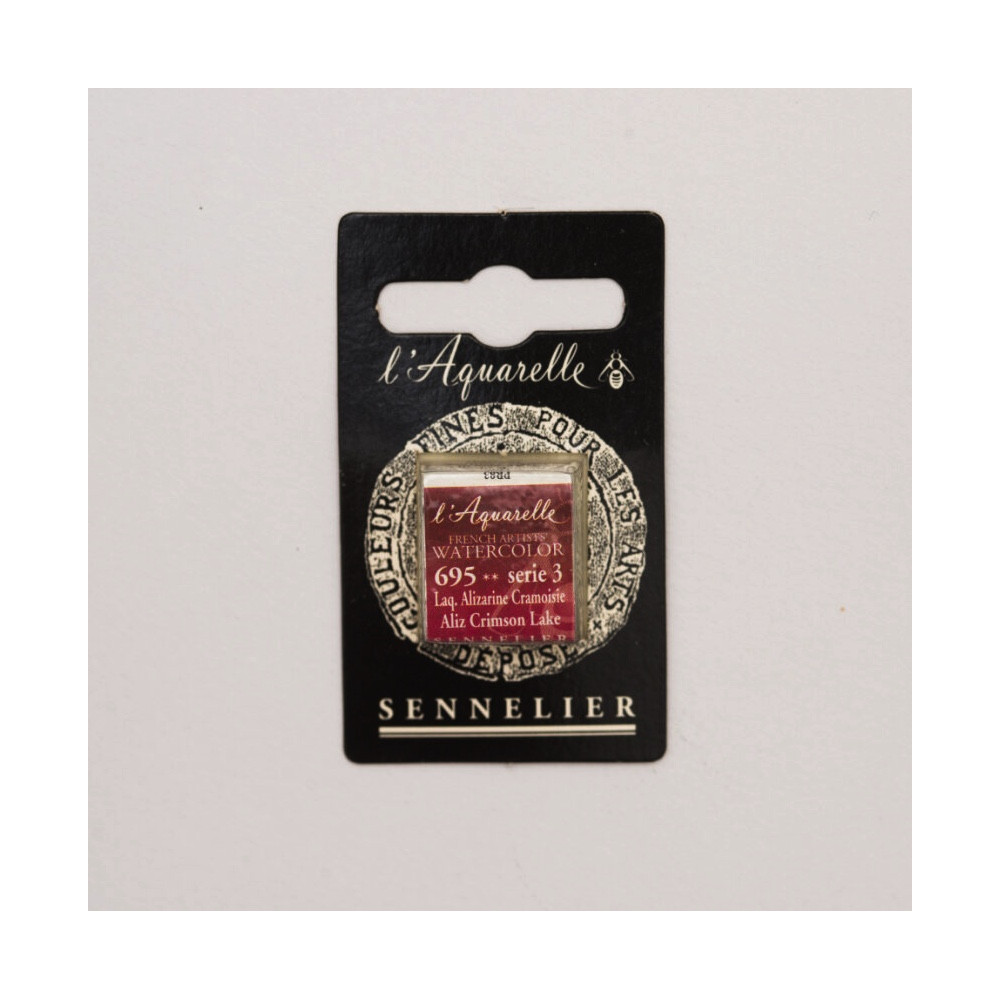 l'Aquarelle
COULEURS FINES POUR LES ARTS
DÉPOSÉ
PR83
l'Aquarelle
FRENCH ARTISTS'
WATERCOLOR
695 ** serie 3
Laq. Alizarine Cramoisie
Aliz Crimson Lake
SENNELIER
SENNELIER